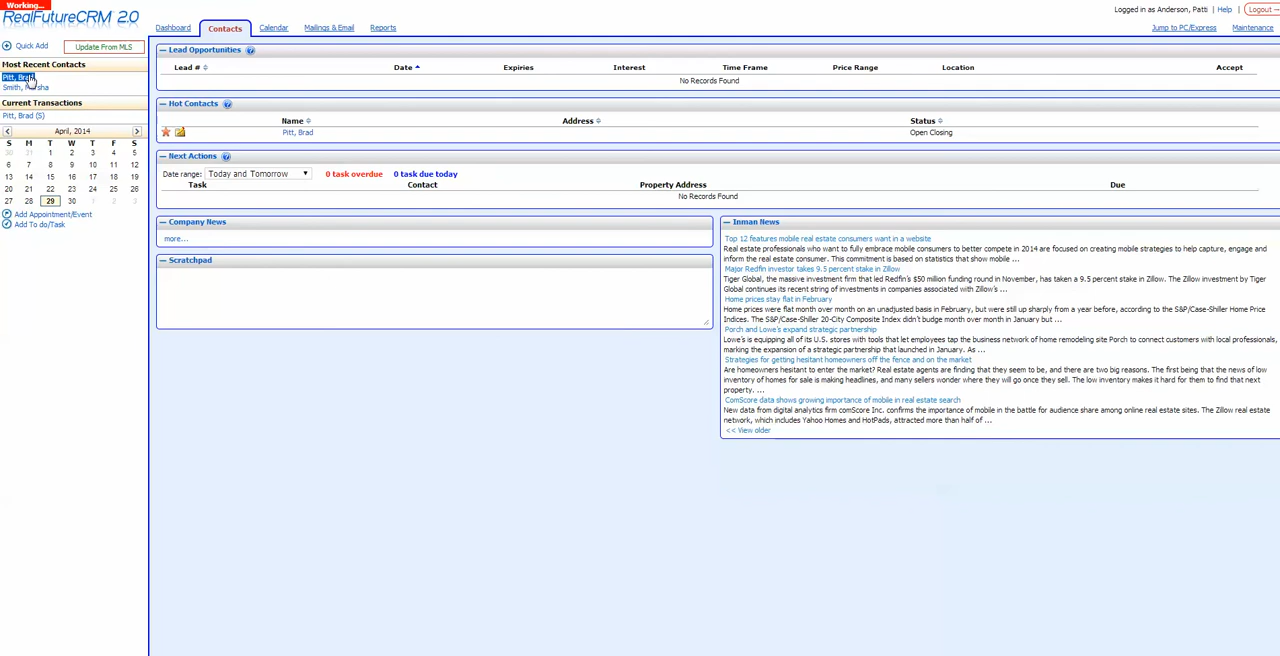 Working...
RealFutureCRM 2.0
Logged in as Anderson, Patti | Help | Logout
Dashboard Contacts Calendar Mailings & Email Reports
Jump to PC/Express Maintenance
Quick Add Update From MLS
Most Recent Contacts
Pitt, Brad
Smith,
Current Transactions
Pitt, Brad (S)
April, 2014
S M T W T F S
30 31 1 2 3 4 5
6 7 8 9 10 11 12
13 14 15 16 17 18 19
20 21 22 23 24 25 26
27 28 29 30 1 2 3
Add Appointment/Event
Add To do/Task
Lead Opportunities
Lead # Date Expiries Interest Time Frame Price Range Location Accept
No Records Found
Hot Contacts
Name Address Status
Pitt, Brad Open Closing
Next Actions
Date range: Today and Tomorrow 0 task overdue 0 task due today
Task Contact Property Address Due
No Records Found
Company News
more...
Scratchpad
Inman News
Top 12 features mobile real estate consumers want in a website
Real estate professionals who want to fully embrace mobile consumers to better compete in 2014 are focused on creating mobile strategies to help capture, engage and
inform the real estate consumer. This commitment is based on statistics that show mobile ...
Major Redfin investor takes 9.5 percent stake in Zillow
Tiger Global, the massive investment firm that led Redfin's $50 million funding round in November, has taken a 9.5 percent stake in Zillow. The Zillow investment by Tiger
Global continues its recent string of investments in companies associated with Zillow's ...
Home prices stay flat in February
Home prices were flat month over month on an unadjusted basis in February, but were still up sharply from a year before, according to the S&P/Case-Shiller Home Price
Indices. The S&P/Case-Shiller 20-City Composite Index didn't budge month over month in January but ...
Porch and Lowe's expand strategic partnership
Lowe's is equipping all of its U.S. stores with tools that let employees tap the business network of home remodeling site Porch to connect customers with local professionals,
marking the expansion of a strategic partnership that launched in January. As ...
Strategies for getting hesitant homeowners off the fence and on the market
Are homeowners hesitant to enter the market? Real estate agents are finding that they seem to be, and there are two big reasons. The first being that the news of low
inventory of homes for sale is making headlines, and many sellers wonder where they will go once they sell. The low inventory makes it hard for them to find that next
property. ...
ComScore data shows growing importance of mobile in real estate search
New data from digital analytics firm comScore Inc. confirms the importance of mobile in the battle for audience share among online real estate sites. The Zillow real estate
network, which includes Yahoo Homes and HotPads, attracted more than half of ...
<< View older